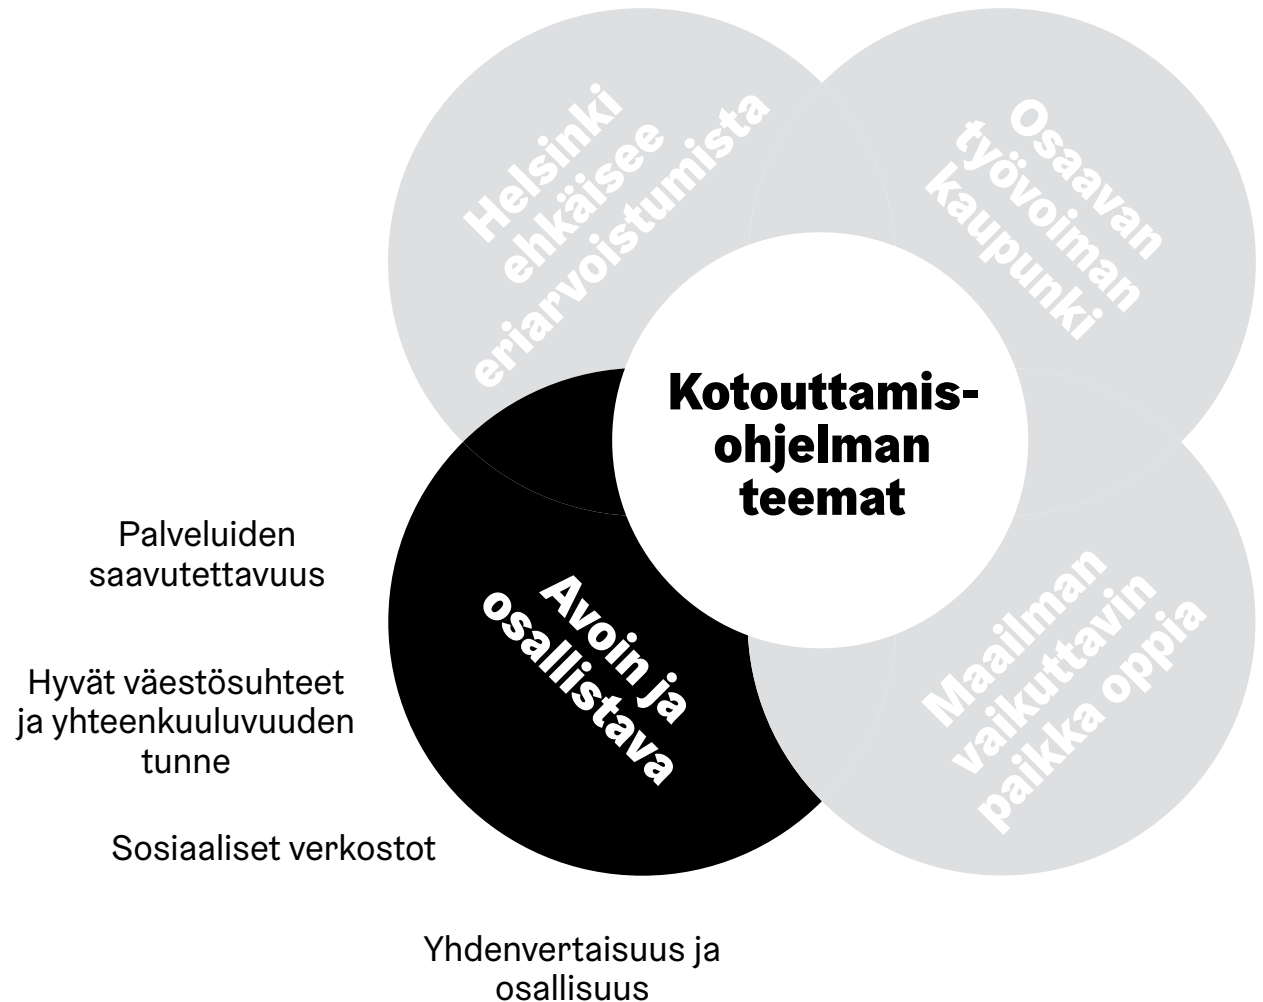 Helsinki
ehkäisee
eriarvoistumista
Osaavan
työvoiman
kaupunki
Kotouttamis-
ohjelman
teemat
Avoin ja
osallistava
Maailman
vaikuttavin
paikka oppia
Palveluiden
saavutettavuus
Hyvät väestösuhteet
ja yhteenkuuluvuuden
tunne
Sosiaaliset verkostot
Yhdenvertaisuus ja
osallisuus